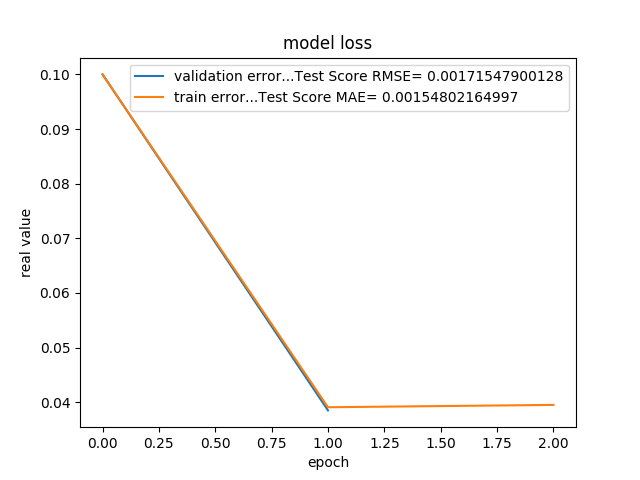 model loss
validation error...Test Score RMSE= 0.00171547900128
train error...Test Score MAE= 0.00154802164997
0.10
0.09
0.08
0.07
0.06
0.05
0.04
real value
0.00 0.25 0.50 0.75 1.00 1.25 1.50 1.75 2.00
epoch